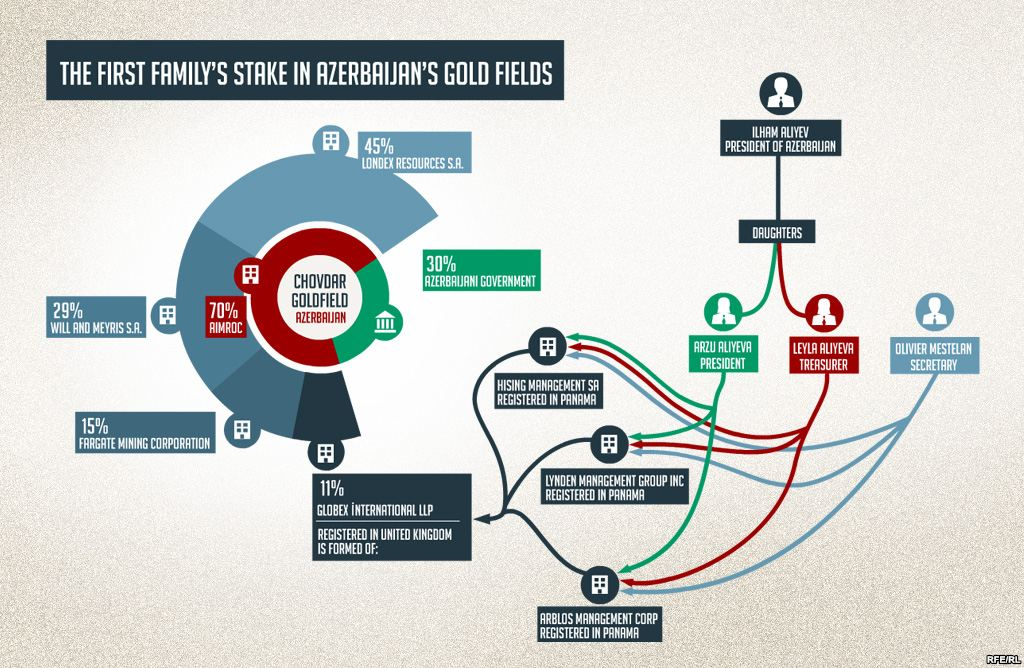 THE FIRST FAMILY'S STAKE IN AZERBAIJAN'S GOLD FIELDS
45%
LONDEX RESOURCES S.A.
30%
AZERBAIJANI GOVERNMENT
CHOVDAR
GOLDFIELD
AZERBAIJAN
70%
AIMROC
29%
WILL AND MEYRIS S.A.
15%
FARGATE MINING CORPORATION
11%
GLOBEX İNTERNATIONAL LLP
REGISTERED IN UNITED KINGDOM
IS FORMED OF:
ILHAM ALIYEV
PRESIDENT OF AZERBAIJAN
DAUGHTERS
ARZU ALIYEVA
PRESIDENT
LEYLA ALIYEVA
TREASURER
OLIVIER MESTELAN
SECRETARY
HISING MANAGEMENT SA
REGISTERED IN PANAMA
LYNDEN MANAGEMENT GROUP INC
REGISTERED IN PANAMA
ARBLOS MANAGEMENT CORP
REGISTERED IN PANAMA
RFE/RL